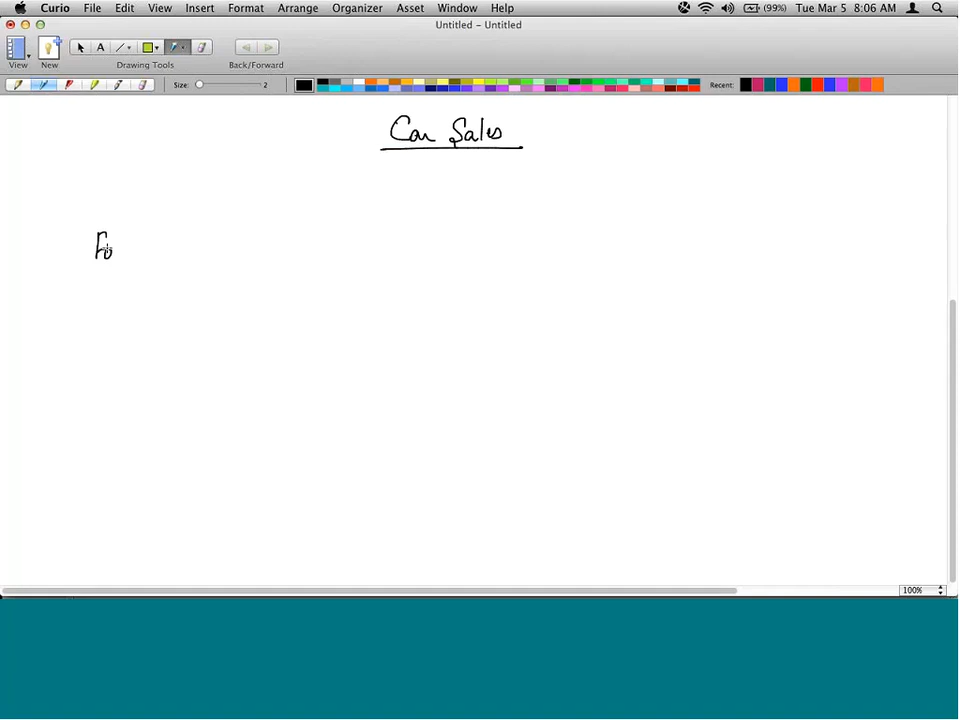 Curio File Edit View Insert Format Arrange Organizer Asset Window Help (99%) Tue Mar 5 8:06 AM
Untitled – Untitled
View New Drawing Tools Back/Forward
Size: 2 Recent:
Car Sales
Fo
100%